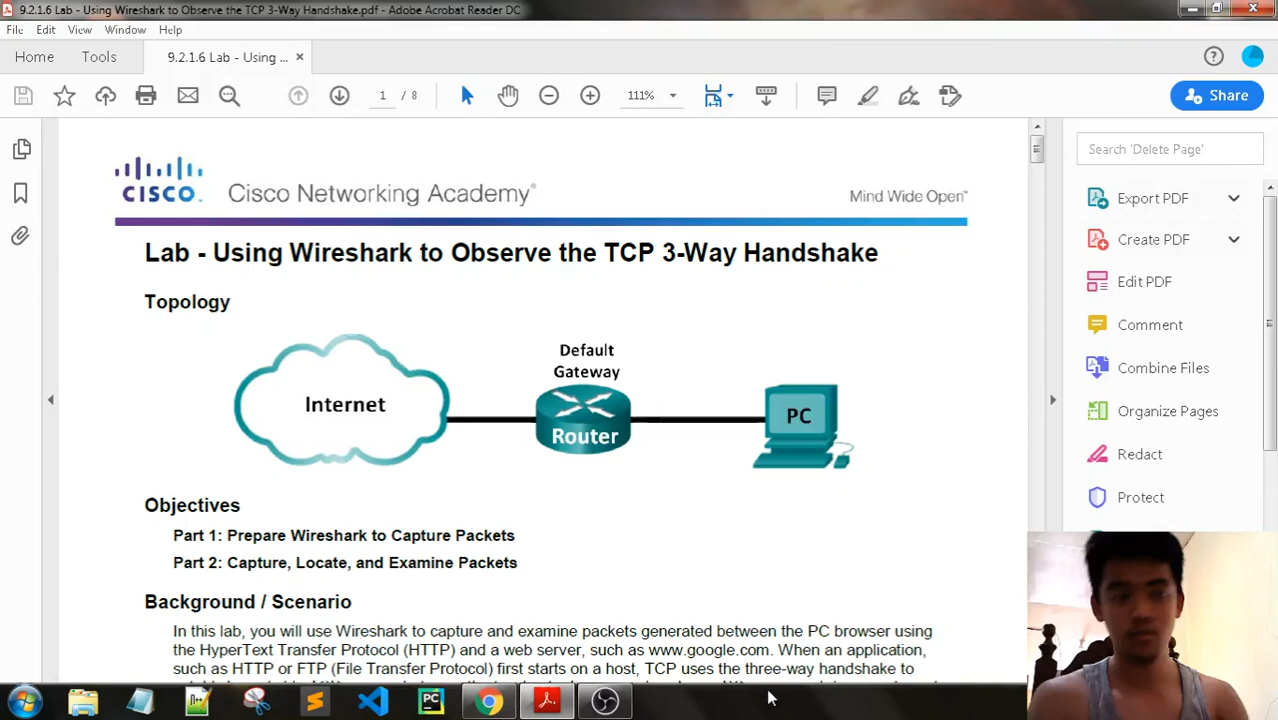 9.2.1.6 Lab - Using Wireshark to Observe the TCP 3-Way Handshake.pdf - Adobe Acrobat Reader DC
File Edit View Window Help
Home Tools 9.2.1.6 Lab - Using ... ×
1 / 8 111% Share
Search 'Delete Page'
Export PDF
Create PDF
Edit PDF
Comment
Combine Files
Organize Pages
Redact
Protect
CISCO. Cisco Networking Academy® Mind Wide Open™
Lab - Using Wireshark to Observe the TCP 3-Way Handshake
Topology
Internet
Default
Gateway
Router
PC
Objectives
Part 1: Prepare Wireshark to Capture Packets
Part 2: Capture, Locate, and Examine Packets
Background / Scenario
In this lab, you will use Wireshark to capture and examine packets generated between the PC browser using
the HyperText Transfer Protocol (HTTP) and a web server, such as www.google.com. When an application,
such as HTTP or FTP (File Transfer Protocol) first starts on a host, TCP uses the three-way handshake to
PC